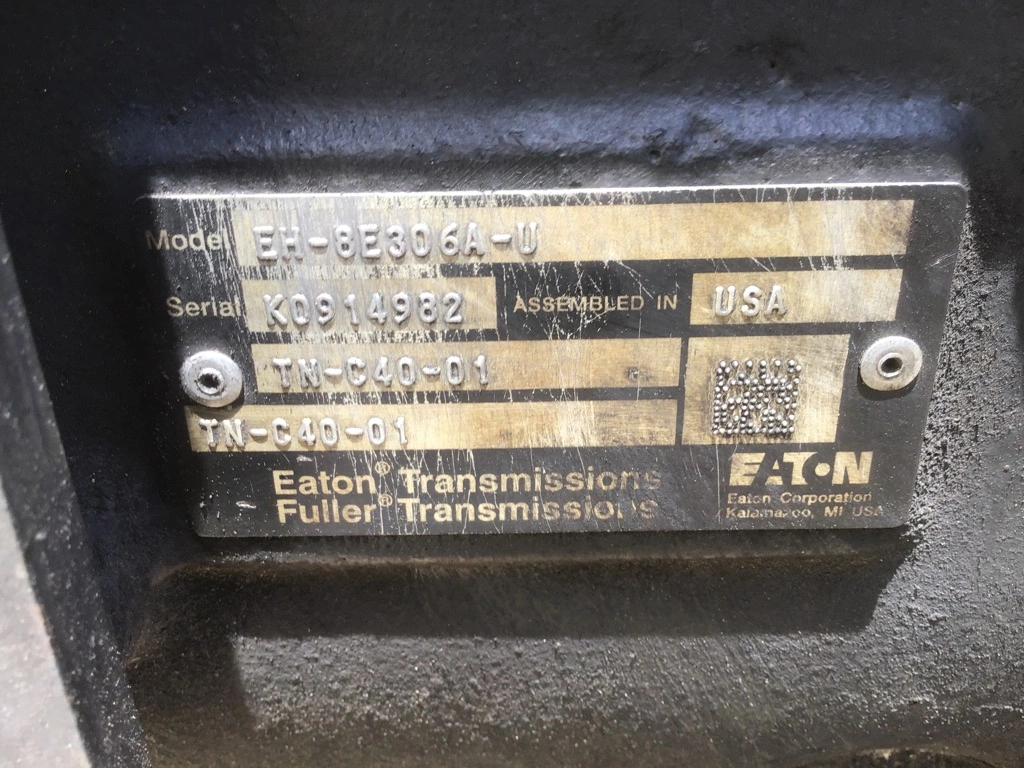 Model EH-8E306A-U
Serial K0914982 ASSEMBLED IN USA
TN-C40-01
TN-C40-01
Eaton® Transmissions
Fuller® Transmissions
EATON
Eaton Corporation
Kalamazoo, MI USA